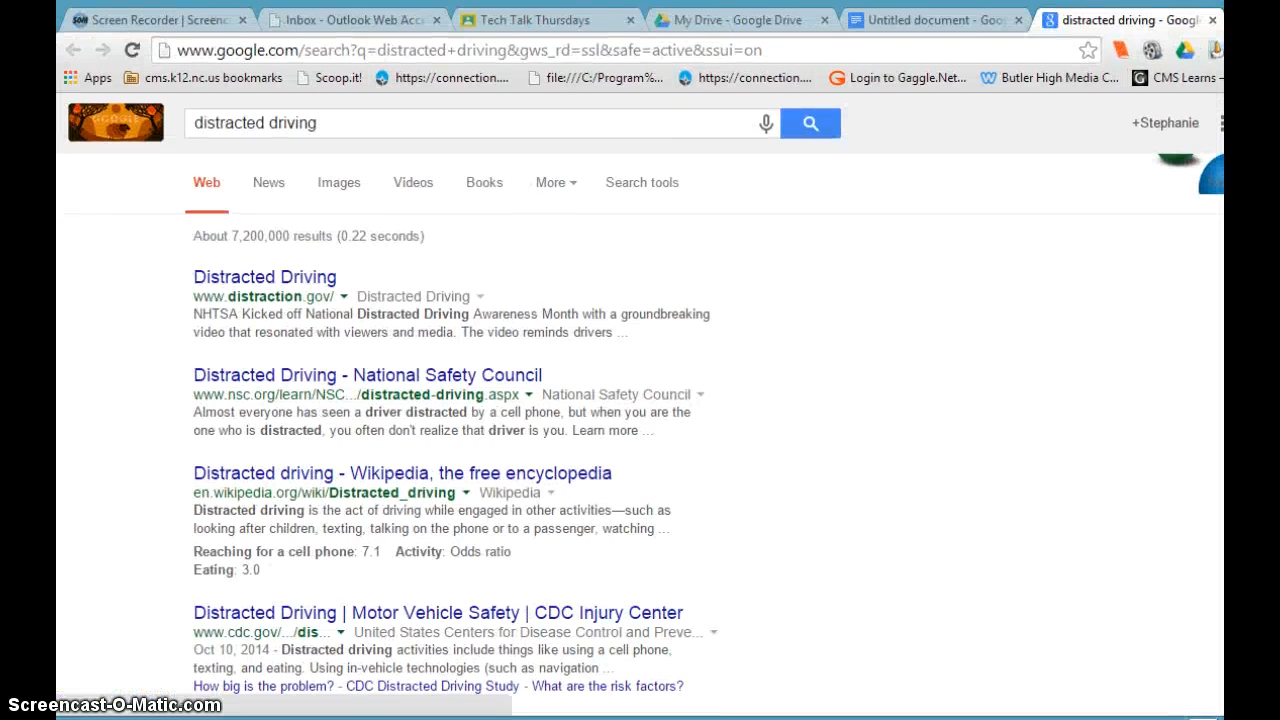 Screen Recorder | Screenc
Inbox - Outlook Web Acc
Tech Talk Thursdays
My Drive - Google Drive
Untitled document - Goo
distracted driving - Googl
www.google.com/search?q=distracted+driving&gws_rd=ssl&safe=active&ssui=on
Apps
cms.k12.nc.us bookmarks
Script it!
https://connection....
file:///C:/Program%...
https://connection....
Login to Gaggle.Net...
Butler High Media C...
CMS Learns –
GOOGLE
distracted driving
+Stephanie
Web News Images Videos Books More Search tools
About 7,200,000 results (0.22 seconds)
Distracted Driving
www.distraction.gov/ Distracted Driving
NHTSA Kicked off National Distracted Driving Awareness Month with a groundbreaking
video that resonated with viewers and media. The video reminds drivers ...
Distracted Driving - National Safety Council
www.nsc.org/learn/NSC.../distracted-driving.aspx National Safety Council
Almost everyone has seen a driver distracted by a cell phone, but when you are the
one who is distracted, you often don't realize that driver is you. Learn more ...
Distracted driving - Wikipedia, the free encyclopedia
en.wikipedia.org/wiki/Distracted_driving Wikipedia
Distracted driving is the act of driving while engaged in other activities—such as
looking after children, texting, talking on the phone or to a passenger, watching ...
Reaching for a cell phone: 7.1 Activity: Odds ratio
Eating: 3.0
Distracted Driving | Motor Vehicle Safety | CDC Injury Center
www.cdc.gov/.../dis... United States Centers for Disease Control and Preve...
Oct 10, 2014 - Distracted driving activities include things like using a cell phone,
texting, and eating. Using in-vehicle technologies (such as navigation ...
How big is the problem? - CDC Distracted Driving Study - What are the risk factors?
Screencast-O-Matic.com